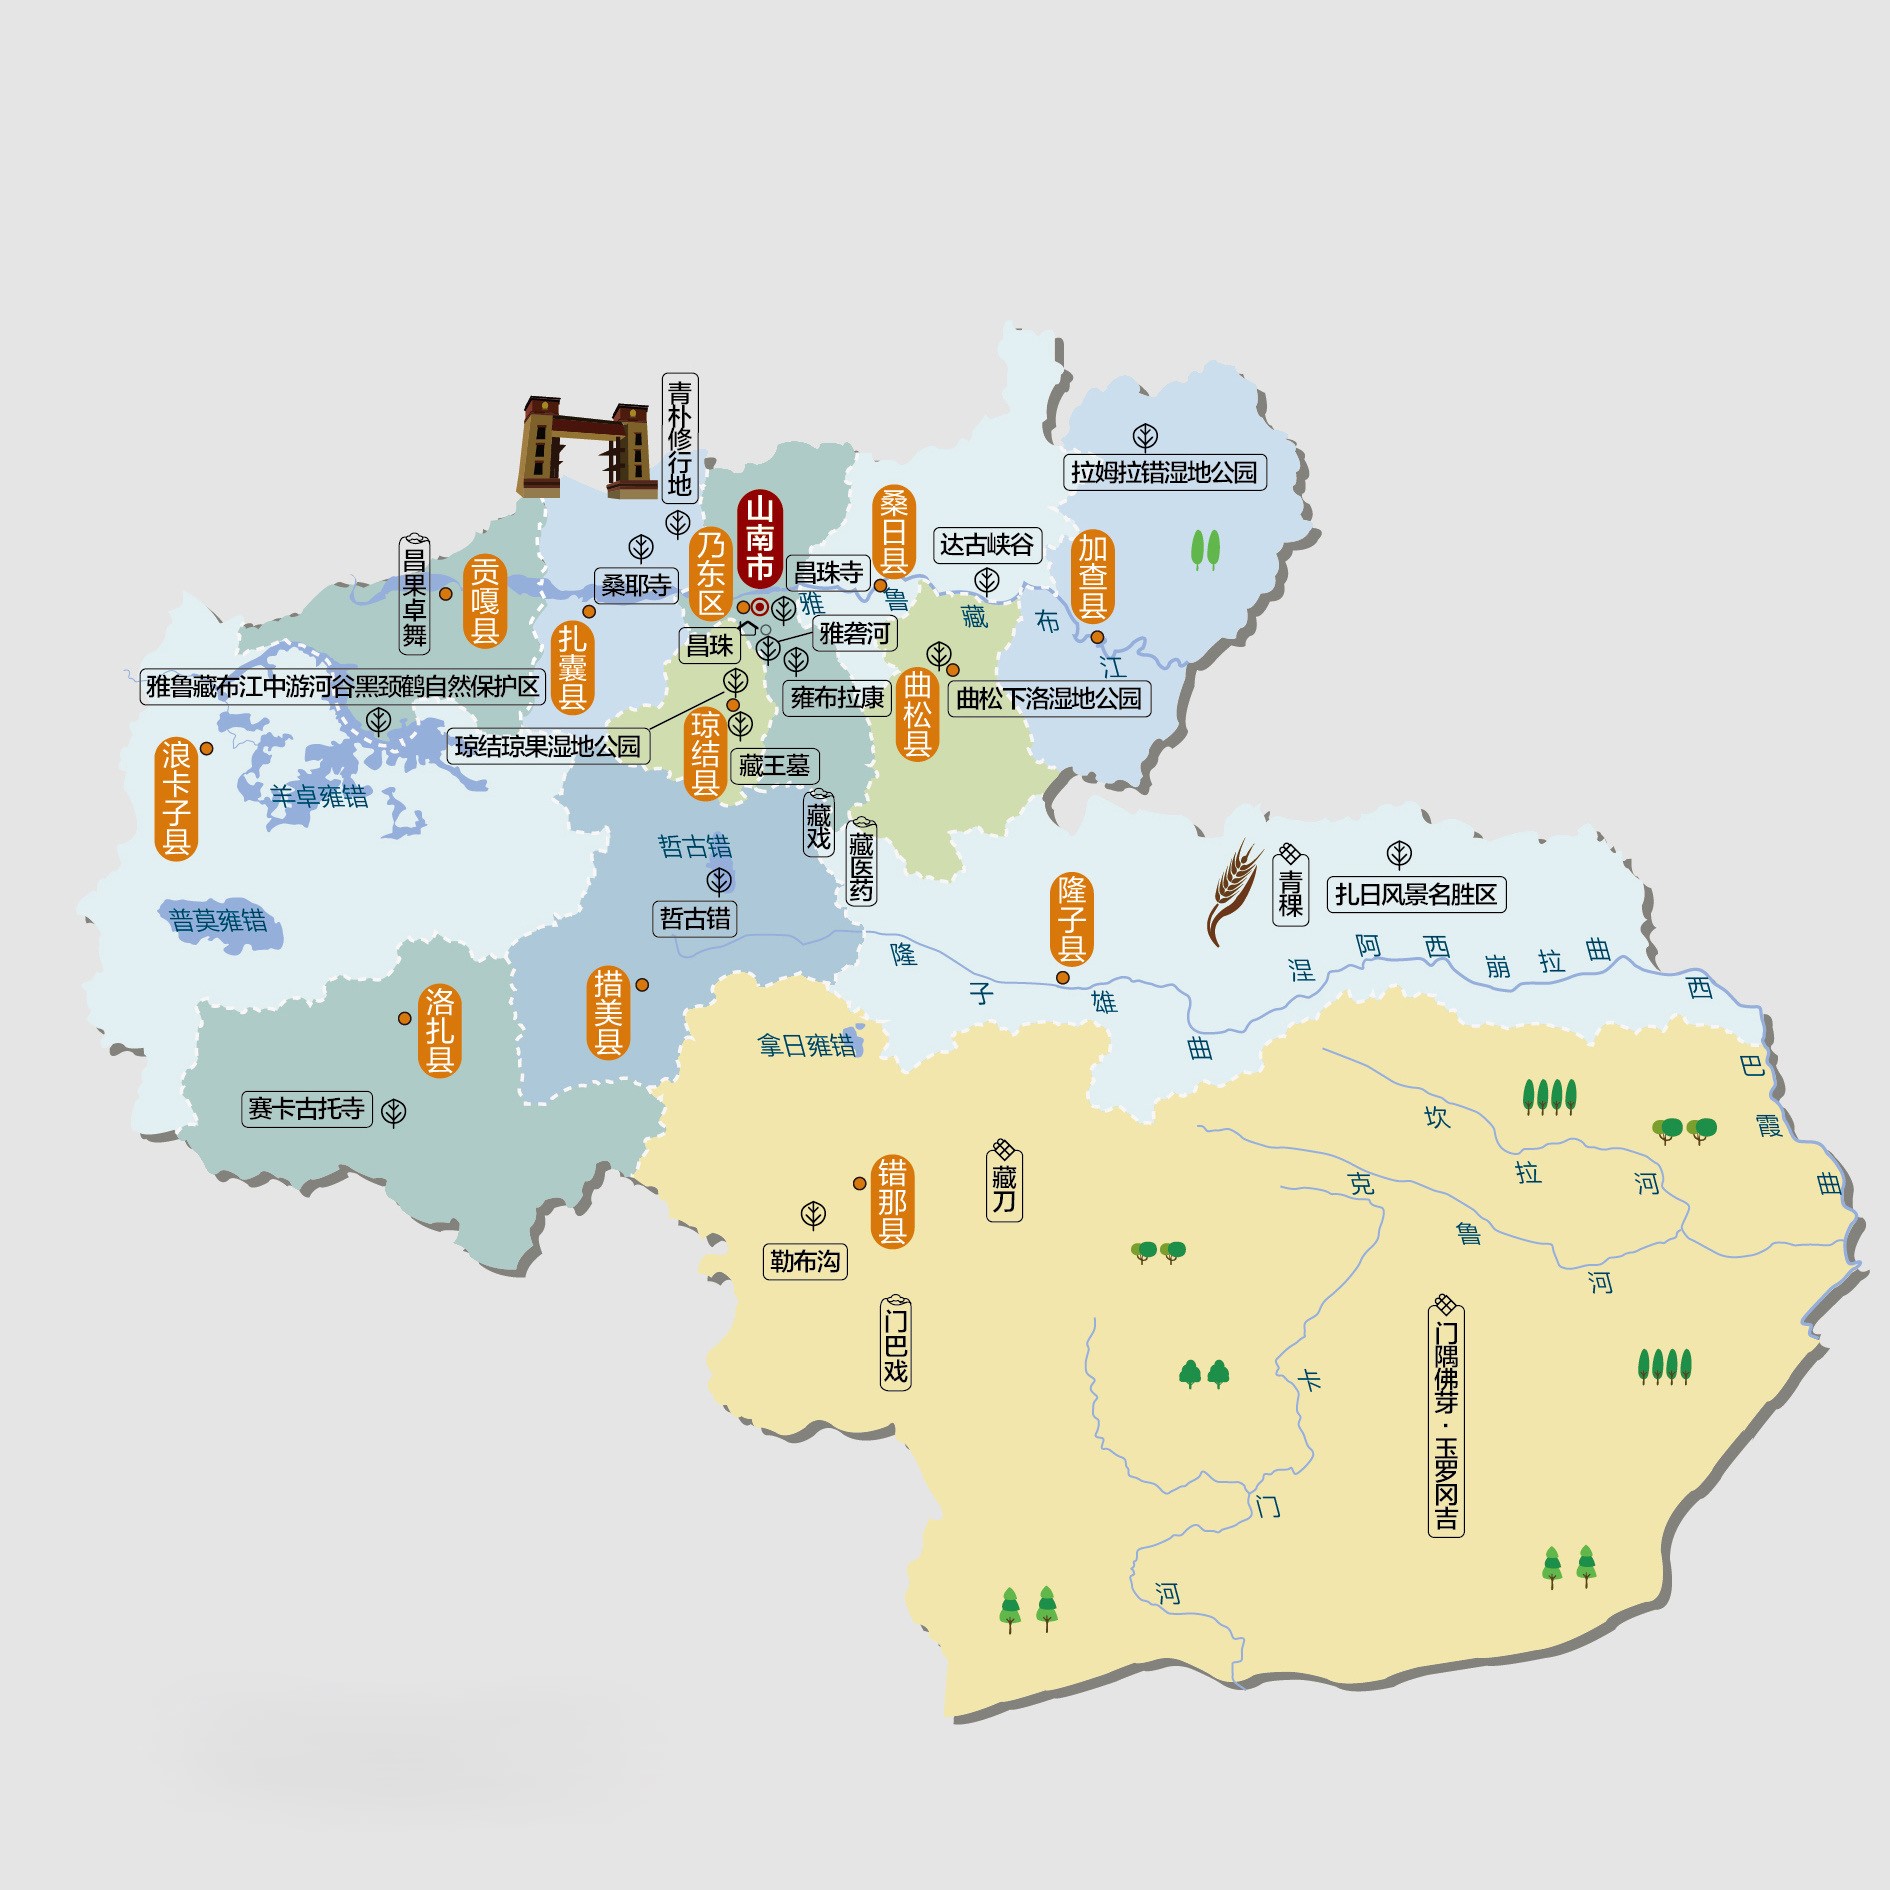 青朴修行地
拉姆拉错湿地公园
山南市
桑日县
乃东区
达古峡谷
加查县
昌果卓舞
贡嘎县
桑耶寺
昌珠寺
雅鲁藏布江
扎囊县
昌珠
雅砻河
雅鲁藏布江中游河谷黑颈鹤自然保护区
雍布拉康
曲松县
曲松下洛湿地公园
琼结琼果湿地公园
琼结县
藏王墓
浪卡子县
羊卓雍错
藏戏
藏医药
哲古错
哲古错
普莫雍错
隆子县
青稞
扎日风景名胜区
隆子雄曲
涅阿西崩拉曲
西巴霞曲
措美县
洛扎县
拿日雍错
赛卡古托寺
坎拉河
克鲁河
错那县
藏刀
勒布沟
门巴戏
门隅佛芽·玉罗冈吉
卡门河